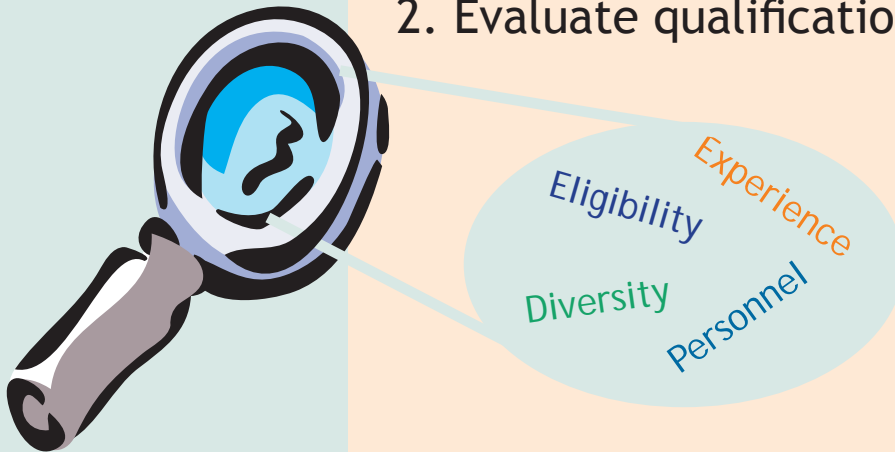 2. Evaluate qualificatio
Experience
Eligibility
Diversity
Personnel